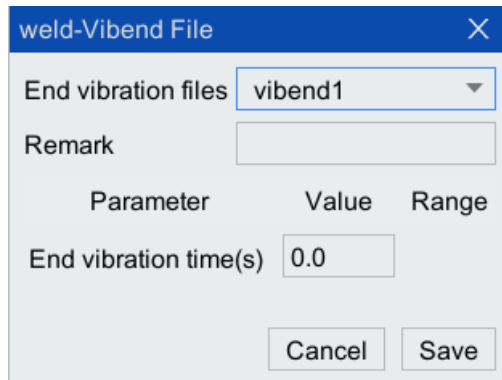 weld-Vibend File
End vibration files vibend1
Remark
Parameter Value Range
End vibration time(s) 0.0
Cancel Save